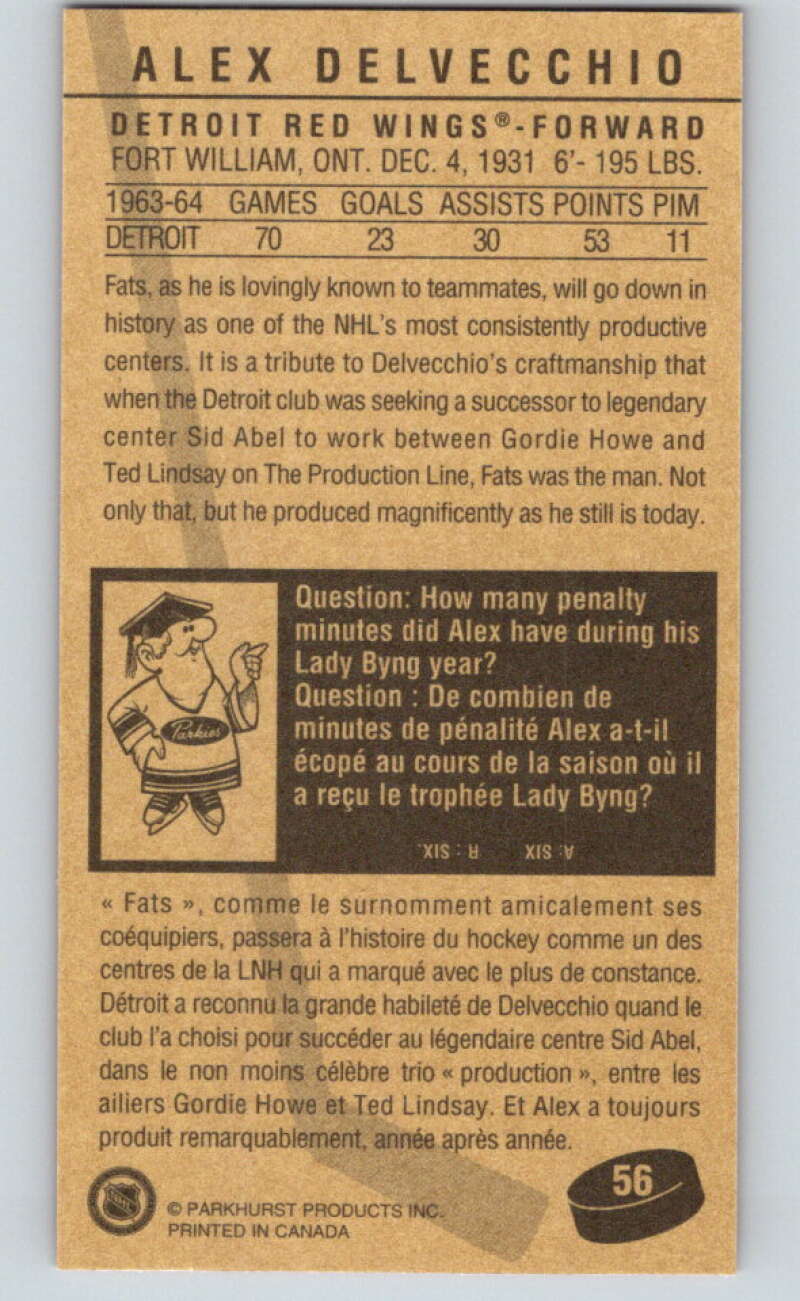 ALEX DELVECCHIO
DETROIT RED WINGS®-FORWARD
FORT WILLIAM, ONT. DEC. 4, 1931 6'- 195 LBS.
1963-64 GAMES GOALS ASSISTS POINTS PIM
DETROIT 70 23 30 53 11
Fats, as he is lovingly known to teammates, will go down in
history as one of the NHL's most consistently productive
centers. It is a tribute to Delvecchio's craftmanship that
when the Detroit club was seeking a successor to legendary
center Sid Abel to work between Gordie Howe and
Ted Lindsay on The Production Line, Fats was the man. Not
only that, but he produced magnificently as he still is today.
Parkies
Question: How many penalty
minutes did Alex have during his
Lady Byng year?
Question : De combien de
minutes de pénalité Alex a-t-il
écopé au cours de la saison où il
a reçu le trophée Lady Byng?
A: SIX R : SIX.
« Fats », comme le surnomment amicalement ses
coéquipiers, passera à l'histoire du hockey comme un des
centres de la LNH qui a marqué avec le plus de constance.
Détroit a reconnu la grande habileté de Delvecchio quand le
club l'a choisi pour succéder au légendaire centre Sid Abel,
dans le non moins célèbre trio « production », entre les
ailiers Gordie Howe et Ted Lindsay. Et Alex a toujours
produit remarquablement, année après année.
NHL
© PARKHURST PRODUCTS INC.
PRINTED IN CANADA
56